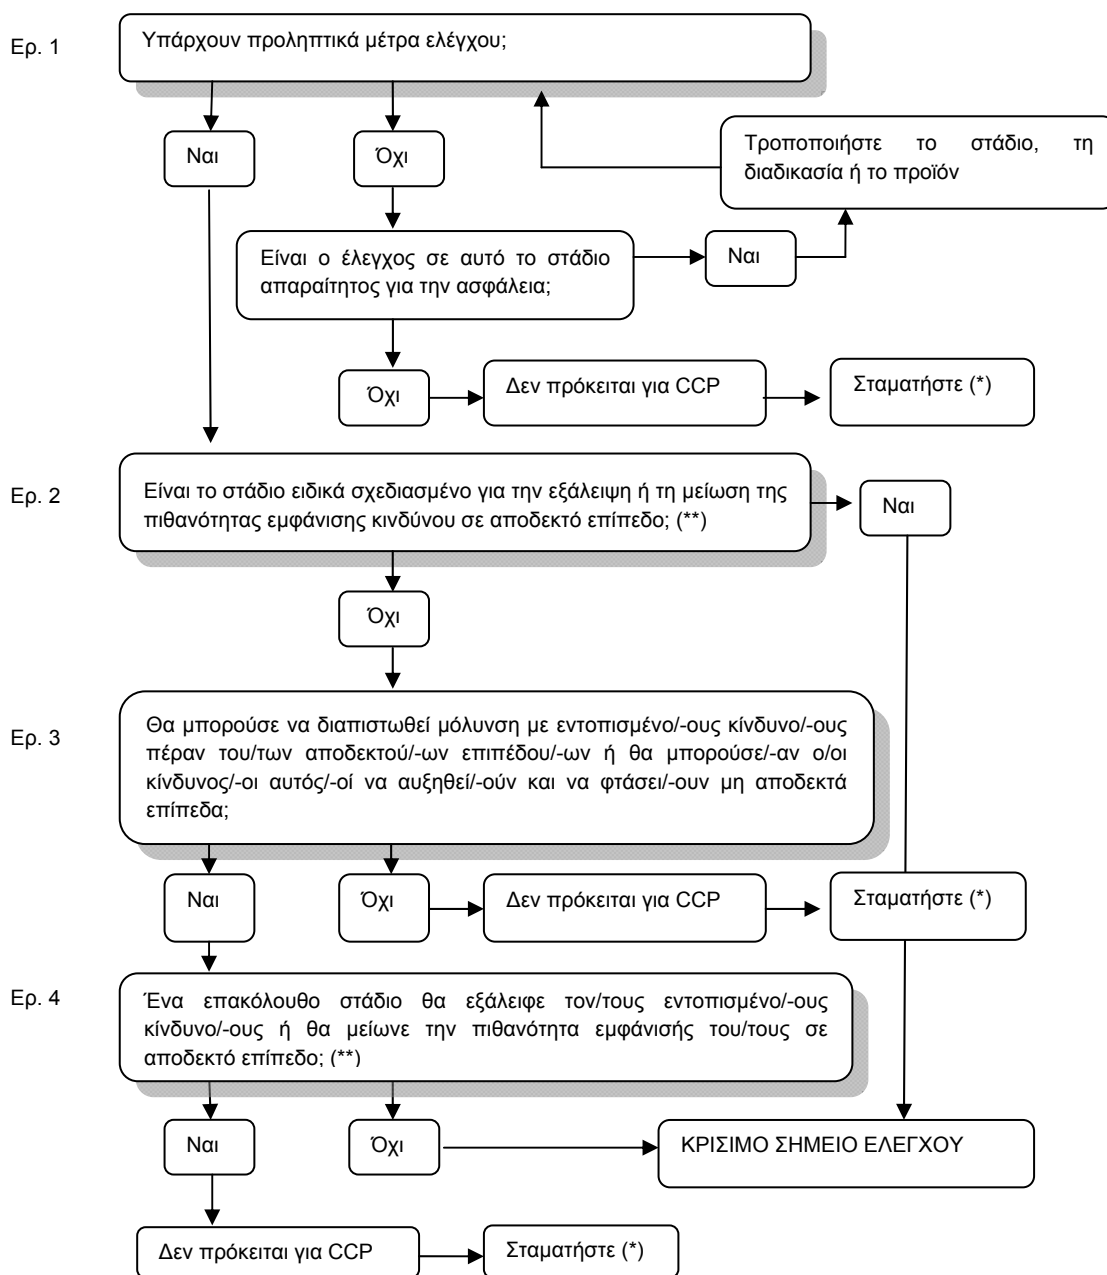 Ερ. 1
Υπάρχουν προληπτικά μέτρα ελέγχου;
Ναι
Όχι
Τροποποιήστε το στάδιο, τη
διαδικασία ή το προϊόν
Είναι ο έλεγχος σε αυτό το στάδιο
απαραίτητος για την ασφάλεια;
Ναι
Όχι
Δεν πρόκειται για CCP
Σταματήστε (*)
Ερ. 2
Είναι το στάδιο ειδικά σχεδιασμένο για την εξάλειψη ή τη μείωση της
πιθανότητας εμφάνισης κινδύνου σε αποδεκτό επίπεδο; (**)
Ναι
Όχι
Ερ. 3
Θα μπορούσε να διαπιστωθεί μόλυνση με εντοπισμένο/-ους κίνδυνο/-ους
πέραν του/των αποδεκτού/-ων επιπέδου/-ων ή θα μπορούσε/-αν ο/οι
κίνδυνος/-οι αυτός/-οί να αυξηθεί/-ούν και να φτάσει/-ουν μη αποδεκτά
επίπεδα;
Ναι
Όχι
Δεν πρόκειται για CCP
Σταματήστε (*)
Ερ. 4
Ένα επακόλουθο στάδιο θα εξάλειφε τον/τους εντοπισμένο/-ους
κίνδυνο/-ους ή θα μείωνε την πιθανότητα εμφάνισής του/τους σε
αποδεκτό επίπεδο; (**)
Ναι
Όχι
ΚΡΙΣΙΜΟ ΣΗΜΕΙΟ ΕΛΕΓΧΟΥ
Δεν πρόκειται για CCP
Σταματήστε (*)